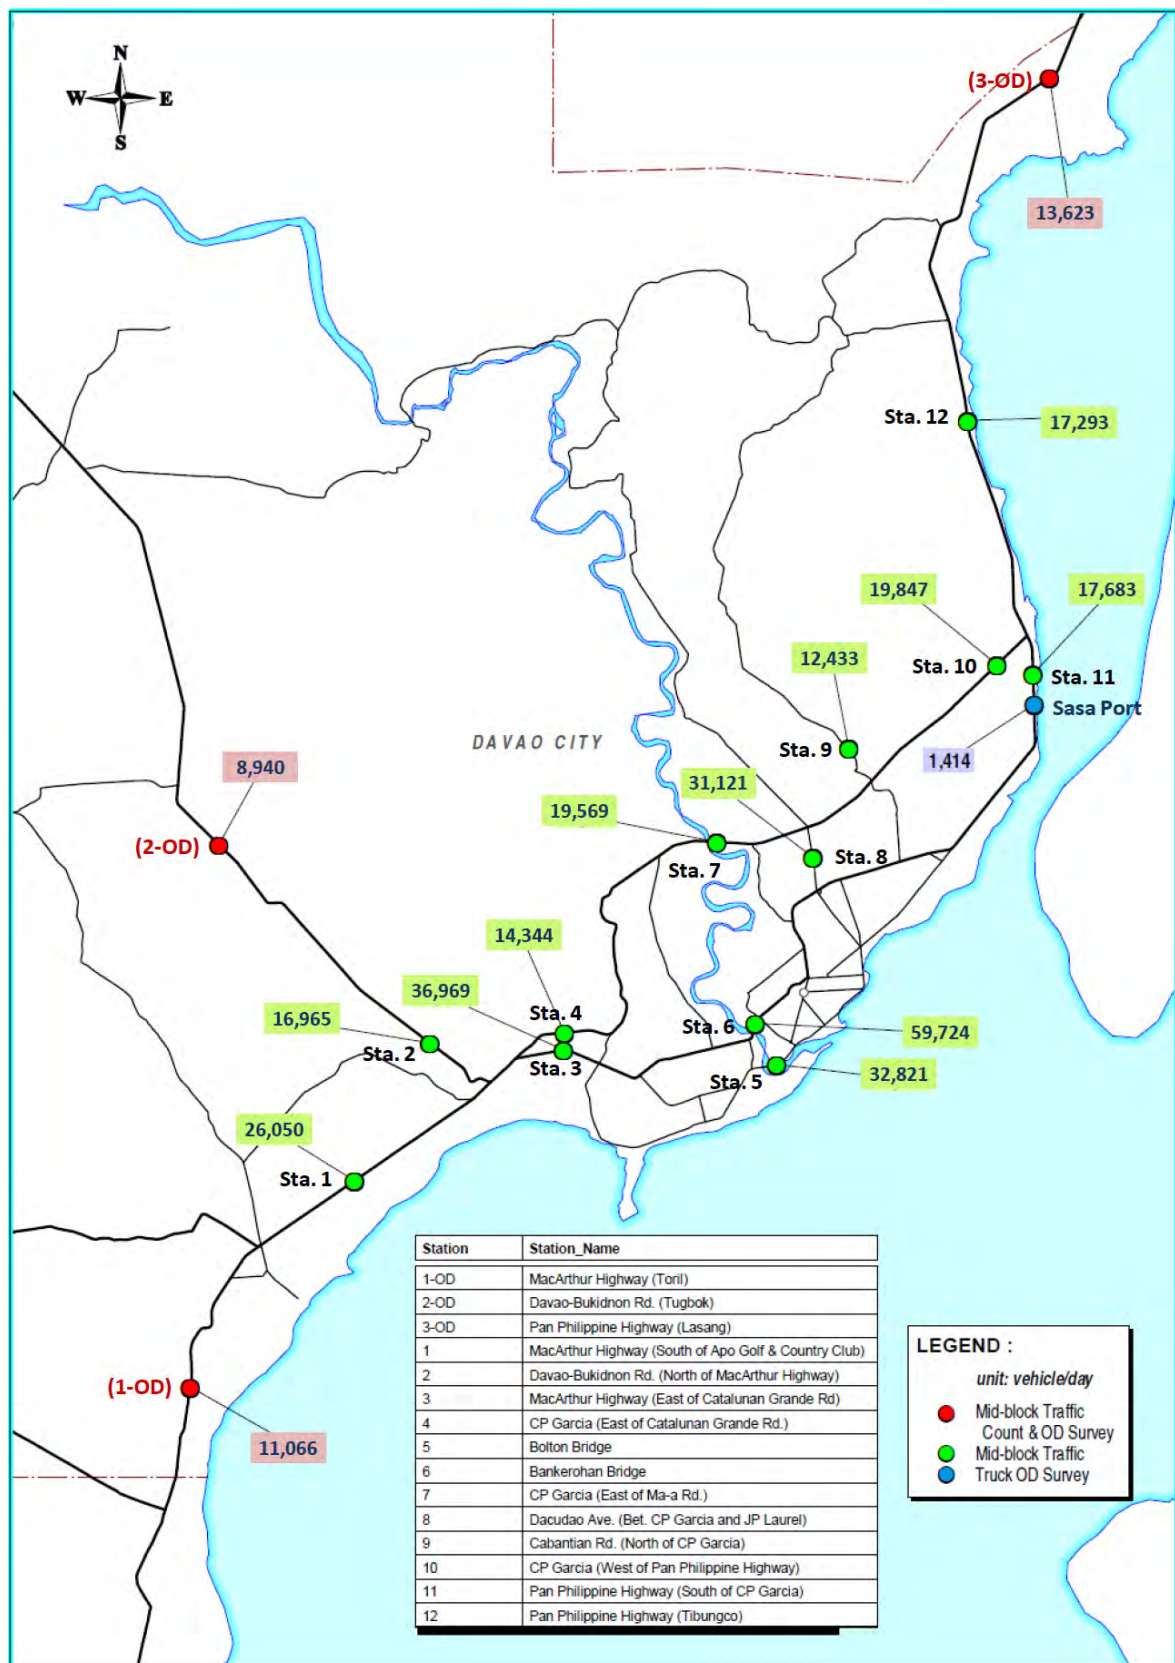 N
W E
S
(3-OD)
13,623
Sta. 12
17,293
19,847
17,683
12,433
Sta. 10
Sta. 11
Sasa Port
DAVAO CITY
Sta. 9
1,414
8,940
31,121
19,569
(2-OD)
Sta. 8
Sta. 7
14,344
36,969
16,965
Sta. 4
Sta. 6
59,724
Sta. 2
Sta. 3
Sta. 5
32,821
26,050
Sta. 1
(1-OD)
11,066
Station Station_Name
1-OD MacArthur Highway (Toril)
2-OD Davao-Bukidnon Rd. (Tugbok)
3-OD Pan Philippine Highway (Lasang)
1 MacArthur Highway (South of Apo Golf & Country Club)
2 Davao-Bukidnon Rd. (North of MacArthur Highway)
3 MacArthur Highway (East of Catalunan Grande Rd)
4 CP Garcia (East of Catalunan Grande Rd.)
5 Bolton Bridge
6 Bankerohan Bridge
7 CP Garcia (East of Ma-a Rd.)
8 Dacudao Ave. (Bet. CP Garcia and JP Laurel)
9 Cabantian Rd. (North of CP Garcia)
10 CP Garcia (West of Pan Philippine Highway)
11 Pan Philippine Highway (South of CP Garcia)
12 Pan Philippine Highway (Tibungco)
LEGEND :
unit: vehicle/day
Mid-block Traffic
Count & OD Survey
Mid-block Traffic
Truck OD Survey